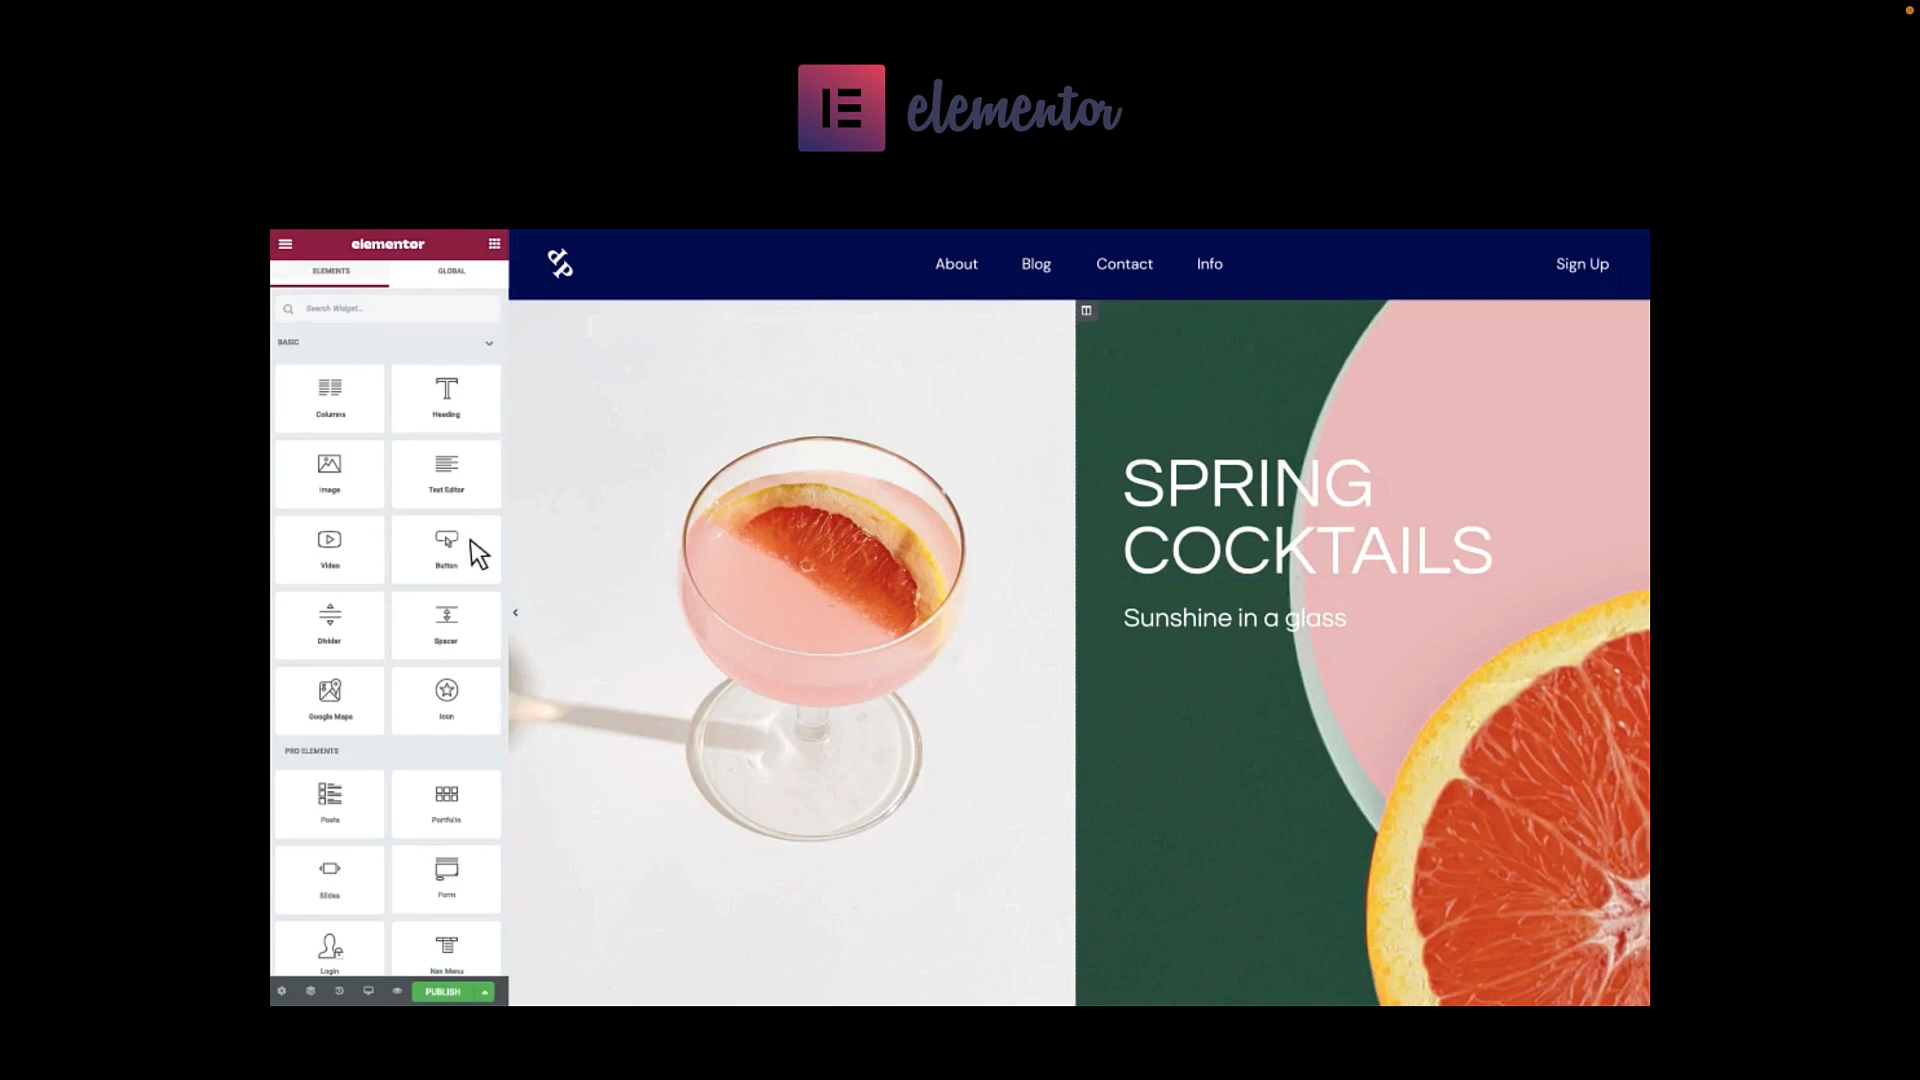 elementor
elementor
ELEMENTS GLOBAL
Search Widget...
BASIC
Columns Heading
Image Text Editor
Video Button
Divider Spacer
Google Maps Icon
PRO ELEMENTS
Posts Portfolio
Slides Form
Login Nav Menu
PUBLISH
dp
About Blog Contact Info Sign Up
SPRING
COCKTAILS
Sunshine in a glass